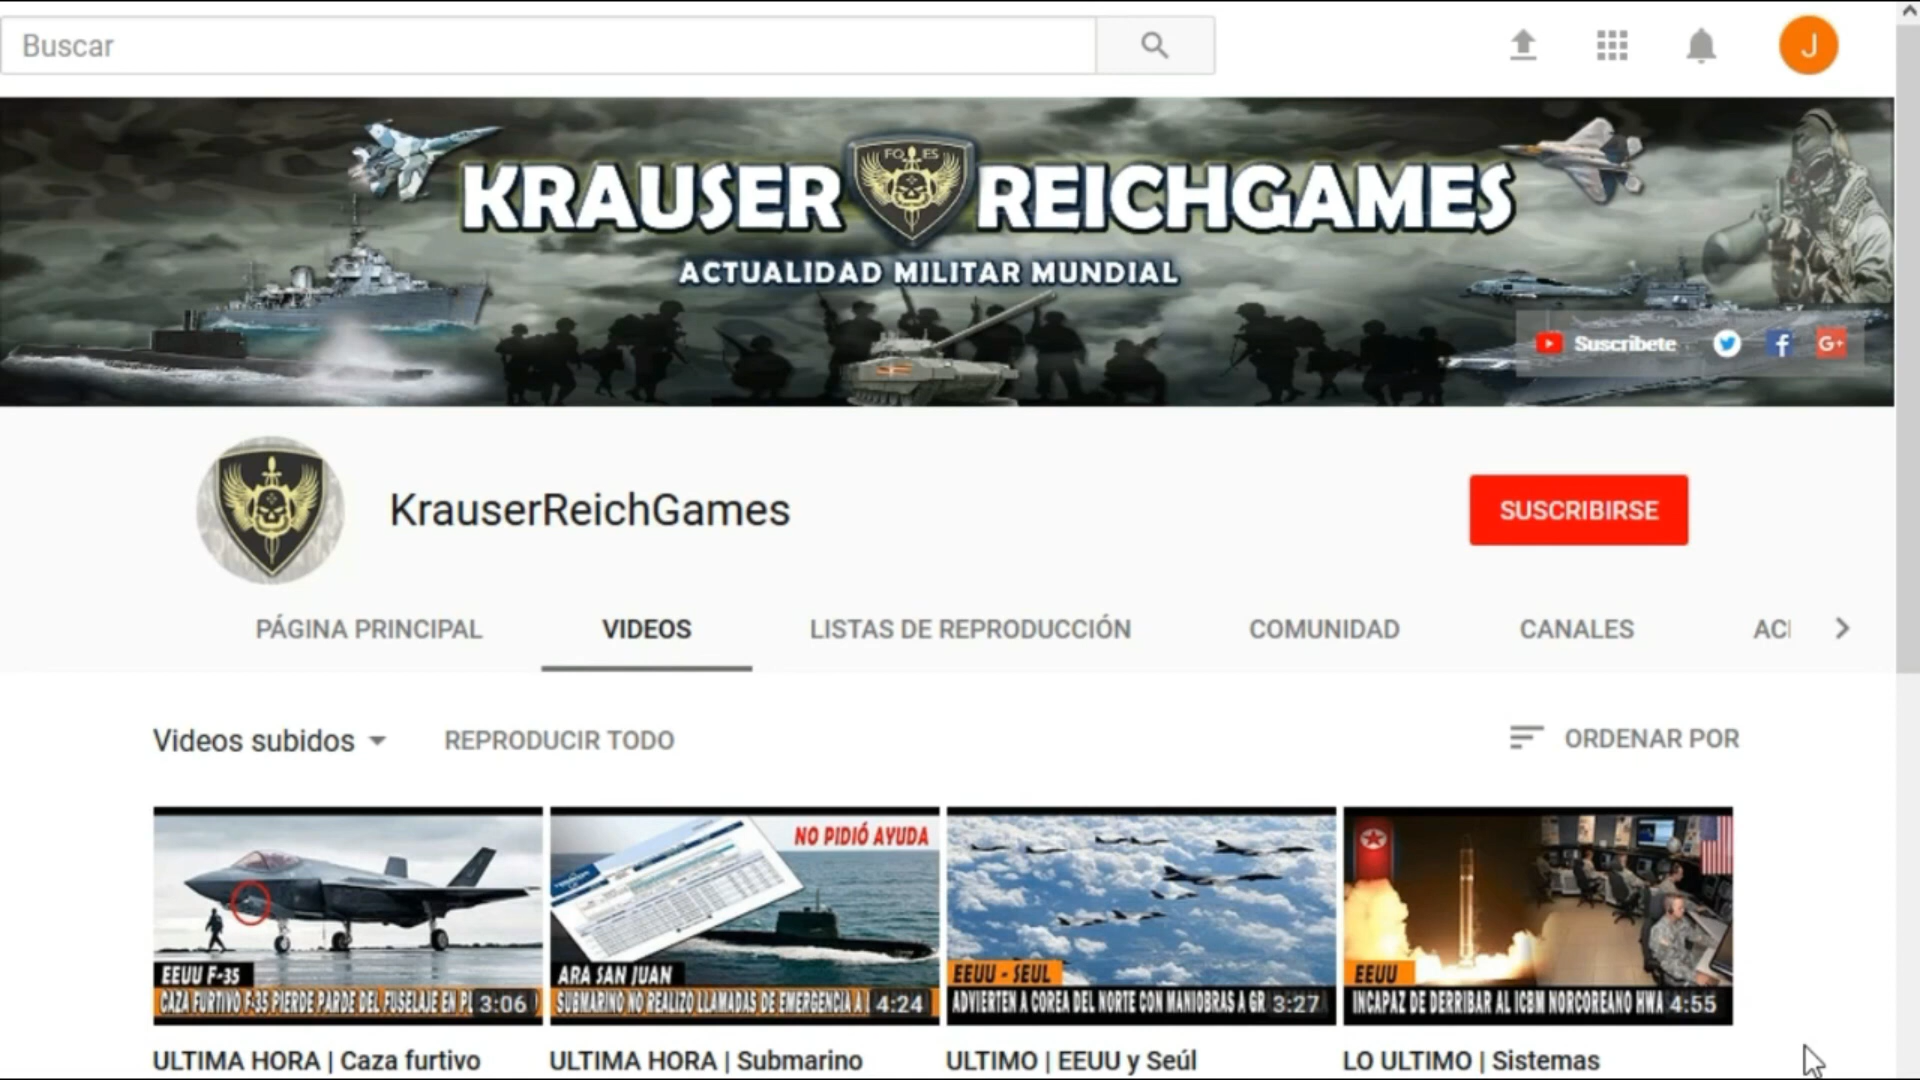 Buscar
J
FO ES
KRAUSER REICHGAMES
ACTUALIDAD MILITAR MUNDIAL
Suscribete
G+
KrauserReichGames
SUSCRIBIRSE
PÁGINA PRINCIPAL
VIDEOS
LISTAS DE REPRODUCCIÓN
COMUNIDAD
CANALES
Videos subidos
REPRODUCIR TODO
ORDENAR POR
EEUU F-35
CAZA FURTIVO F-35 PIERDE PARDE DEL FUSELAJE EN
3:06
NO PIDIÓ AYUDA
ARA SAN JUAN
SUBMARINO NO REALIZO LLAMADAS DE EMERGENCIA A
4:24
EEUU - SEUL
ADVIERTEN A COREA DEL NORTE CON MANIOBRAS A GR
3:27
EEUU
INCAPAZ DE DERRIBAR AL ICBM NORCOREANO HWA
4:55
ULTIMA HORA | Caza furtivo
ULTIMA HORA | Submarino
ULTIMO | EEUU y Seúl
LO ULTIMO | Sistemas